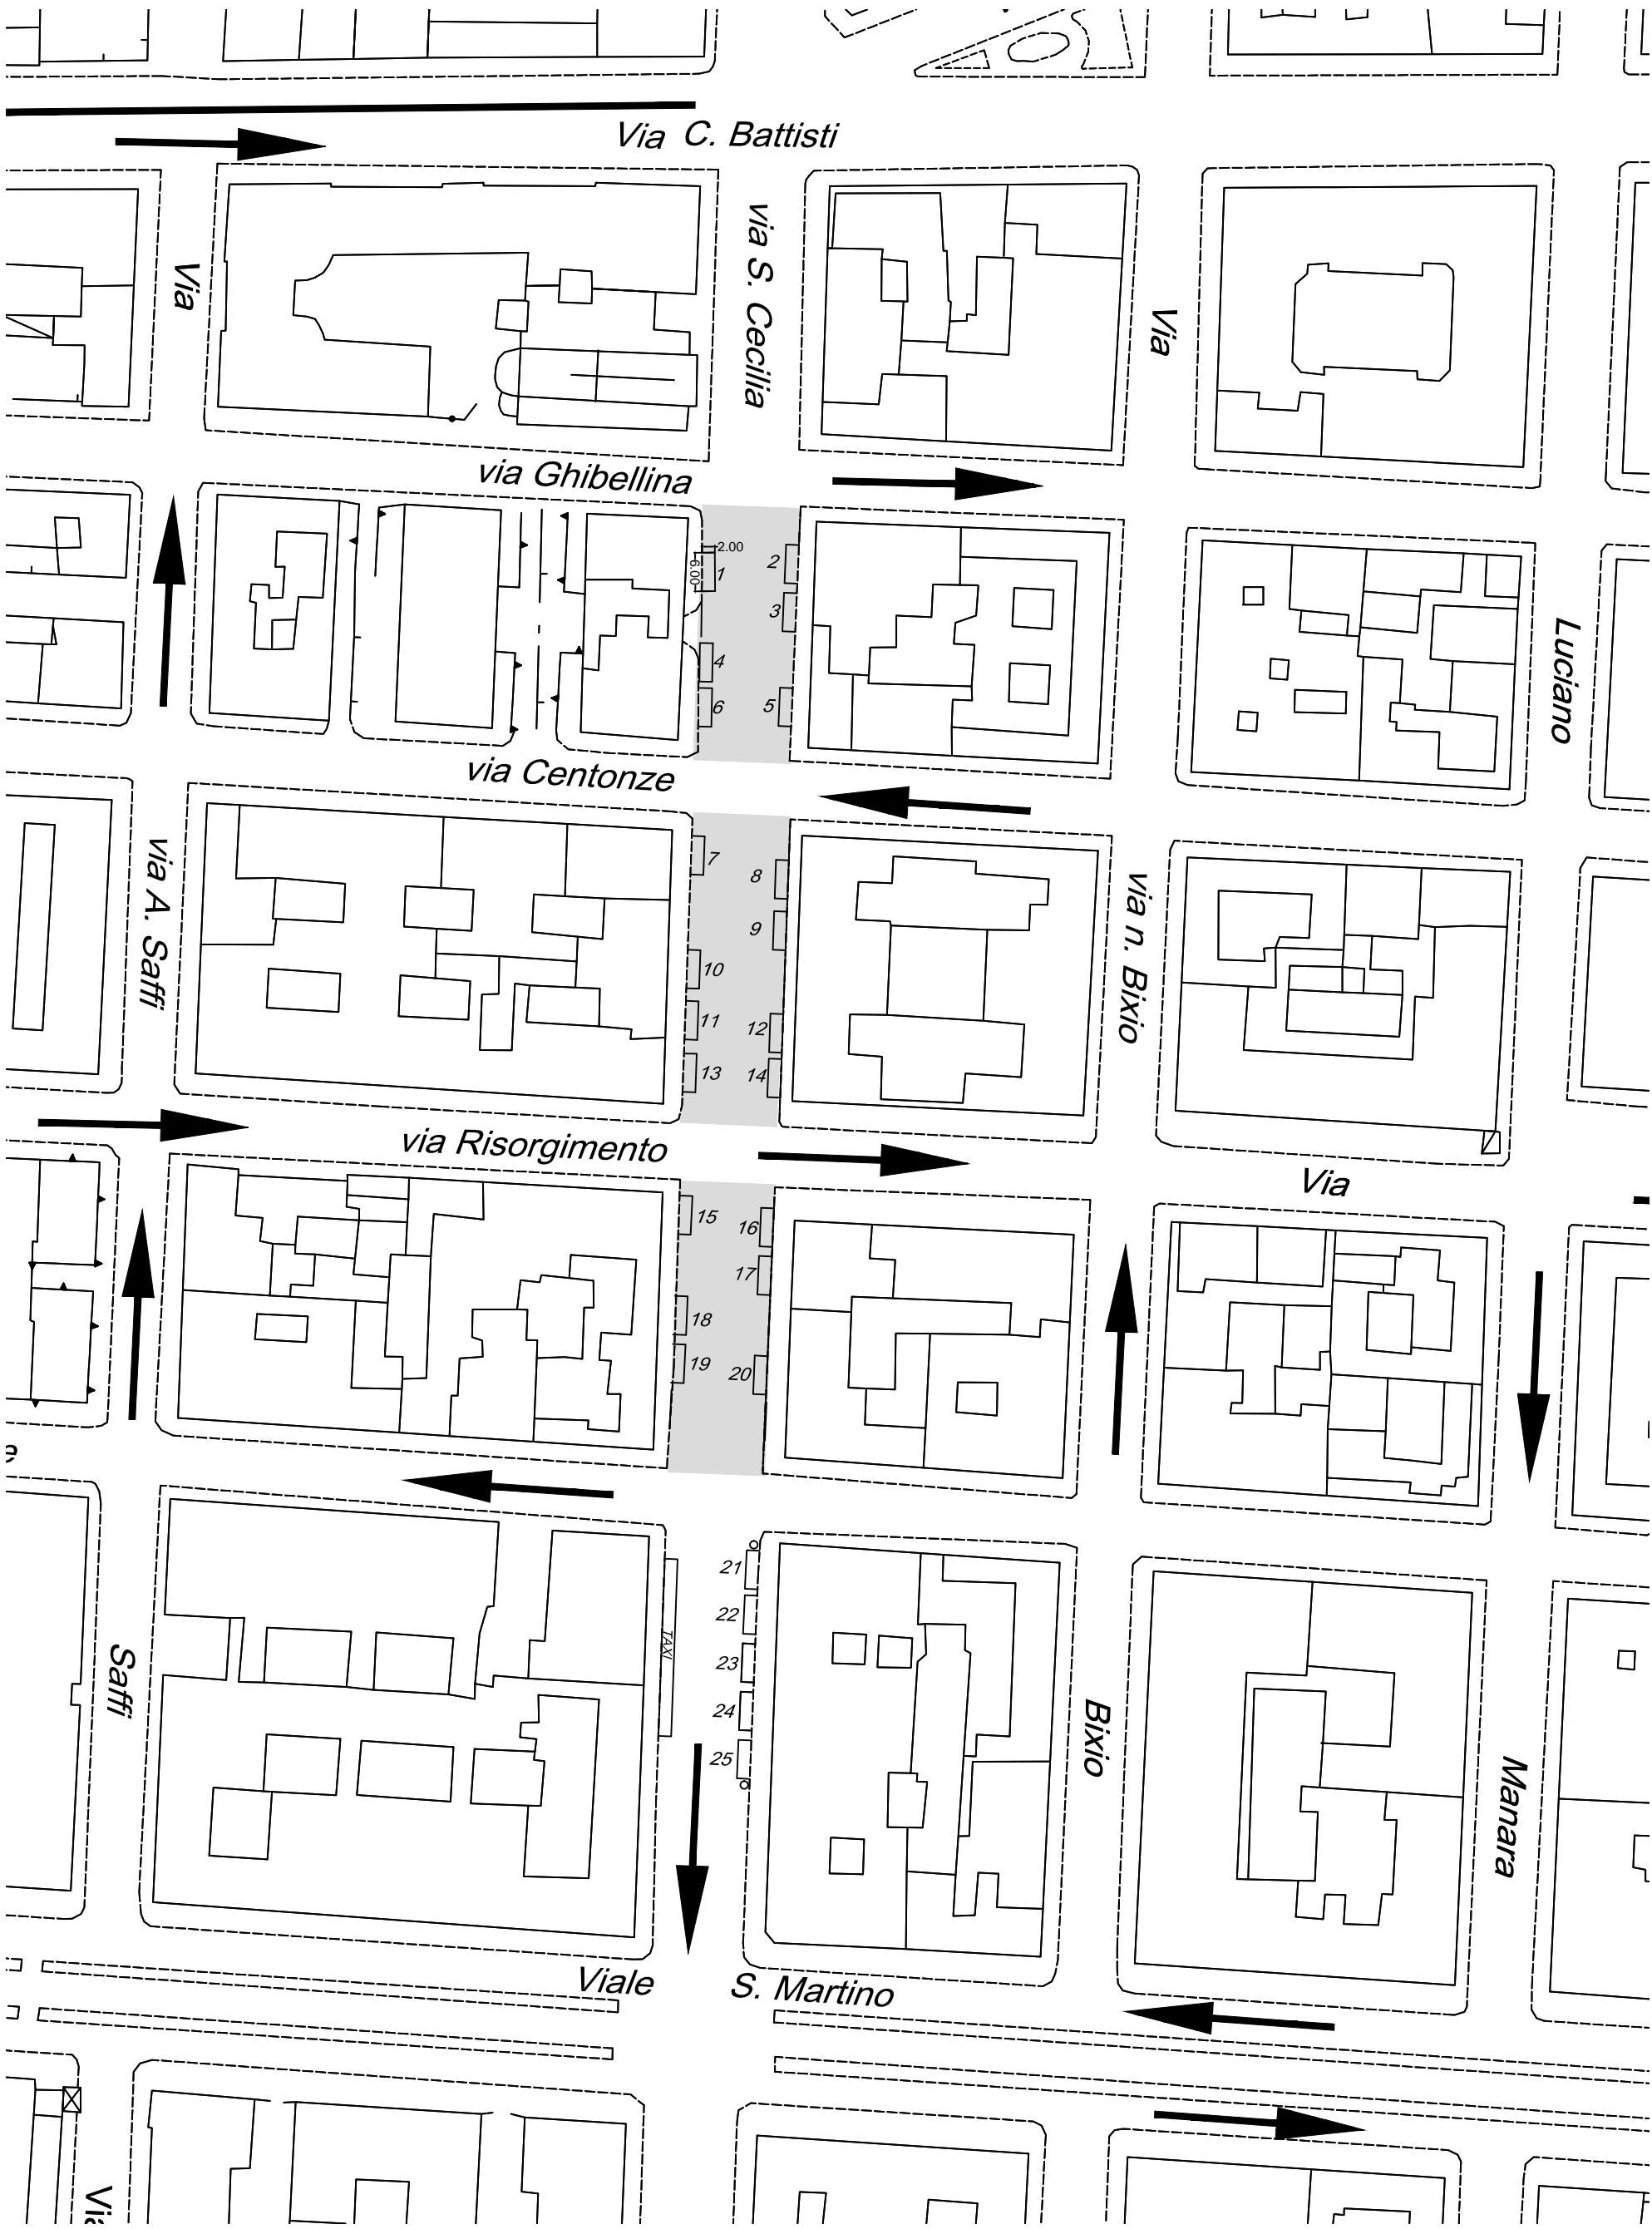 Via C. Battisti
via S. Cecilia
Via
Via
via Ghibellina
2.00
6.00
1
2
3
4
5
6
Luciano
via Centonze
via A. Saffi
7
8
9
10
11
12
13
14
via n. Bixio
via Risorgimento
Via
15
16
17
18
19
20
e
21
22
23
24
25
TAXI
Saffi
Bixio
Manara
Viale S. Martino
Via